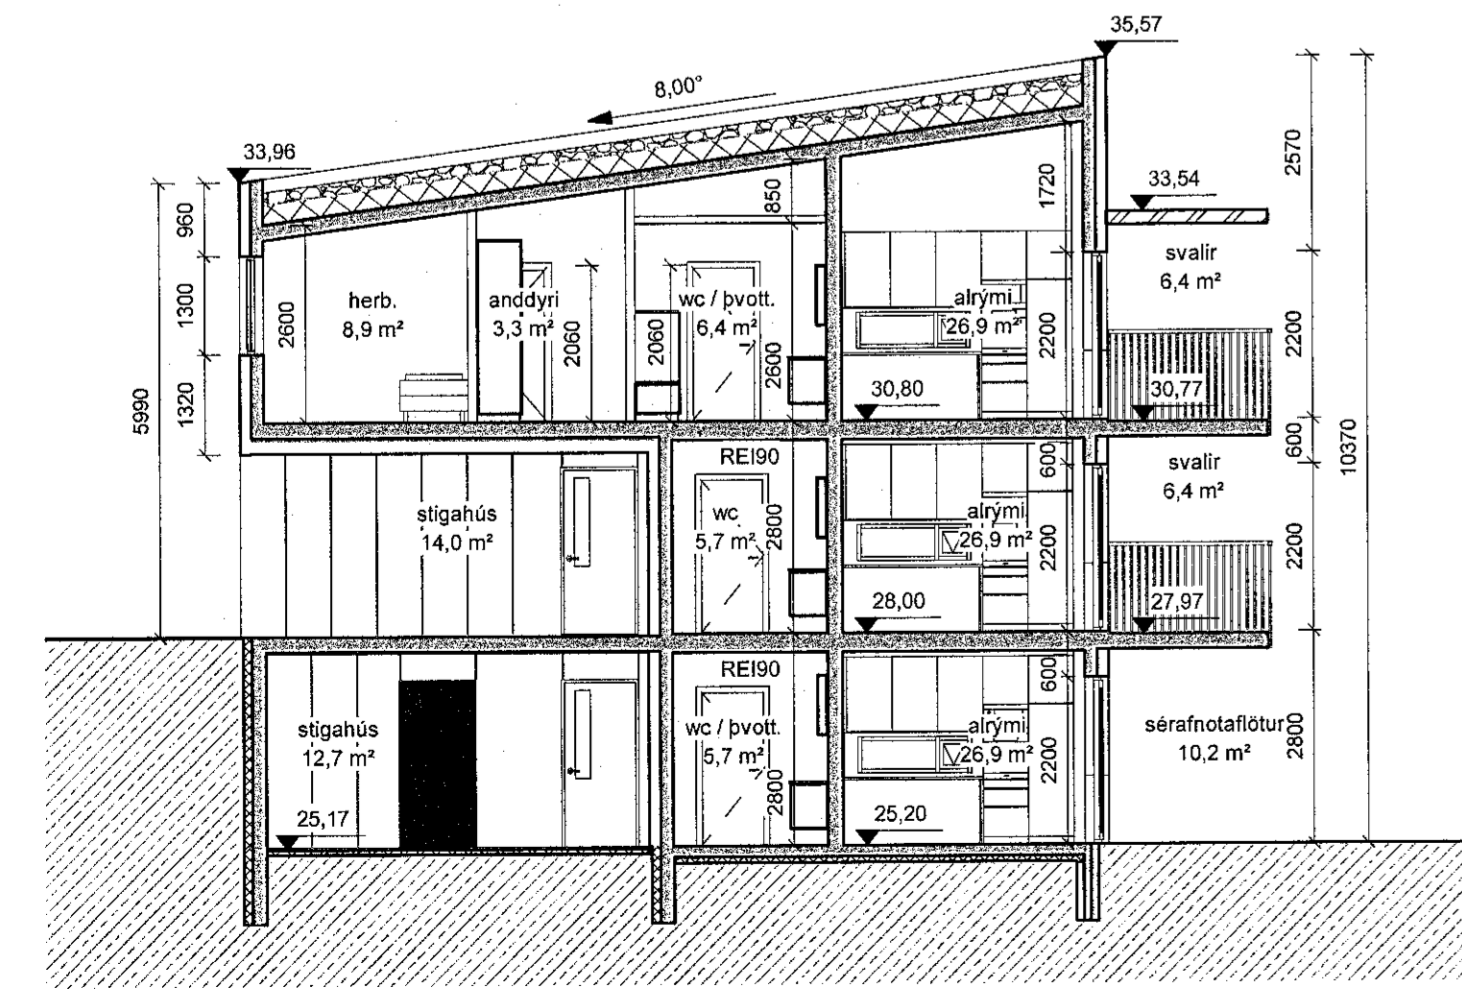 35,57
8,00°
33,96
2570
33,54
960
850
1720
svalir
6,4 m²
1300
2600
herb.
8,9 m²
anddyri
3,3 m²
2060
2060
wc / þvott.
6,4 m²
2600
alrými
26,9 m²
2200
2200
5990
1320
30,80
30,77
10370
REI90
600
600
svalir
6,4 m²
stigahús
14,0 m²
wc
5,7 m²
2800
alrými
26,9 m²
2200
2200
28,00
27,97
REI90
600
stigahús
12,7 m²
wc / þvott.
5,7 m²
2800
alrými
26,9 m²
2200
sérafnotaflötur
10,2 m²
2800
25,17
25,20